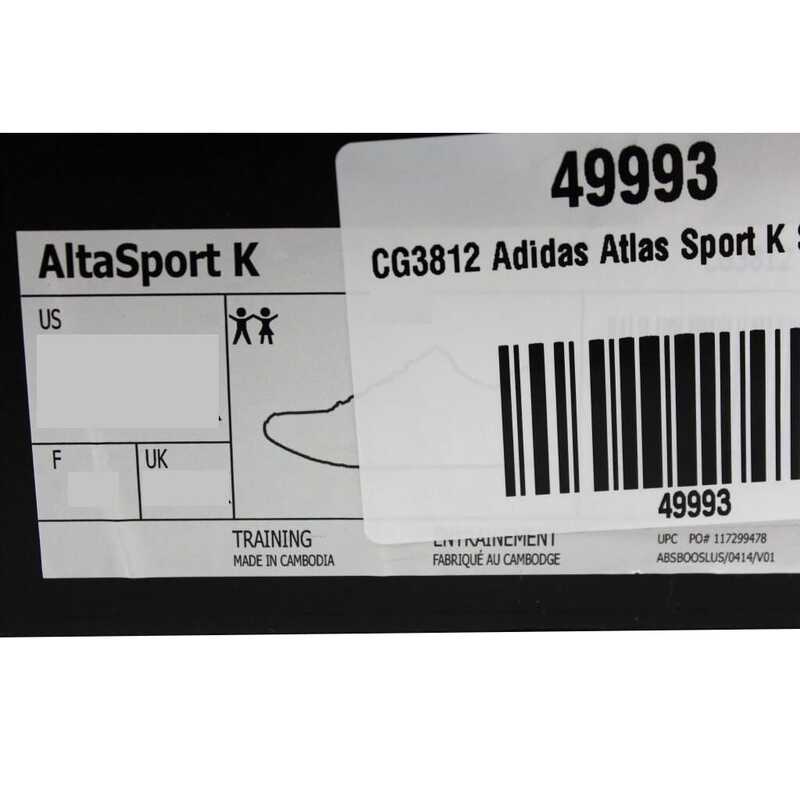 49993
CG3812 Adidas Atlas Sport K
49993
AltaSport K
US
F
UK
TRAINING
MADE IN CAMBODIA
ENTRAINEMENT
FABRIQUÉ AU CAMBODGE
UPC PO# 117299478
ABSBOOSLUS/0414/V01